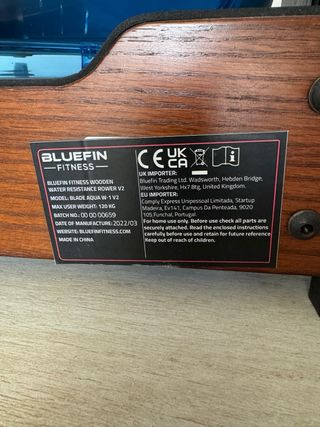 BLUEFIN
FITNESS
BLUEFIN FITNESS WOODEN
WATER RESISTANCE ROWER V2
MODEL: BLADE AQUA W-1 V2
MAX USER WEIGHT: 120 KG
BATCH NO.: 00 00 00659
DATE OF MANUFACTURE: 2022/03
WEBSITE: BLUEFINFITNESS.COM
MADE IN CHINA
CE UK
CA
UK IMPORTER:
Bluefin Trading Ltd. Wadsworth, Hebden Bridge,
West Yorkshire, Hx7 8tg, United Kingdom.
EU IMPORTER:
Comply Express Unipessoal Limitada, Startup
Madeira, Ev141, Campus Da Penteada, 9020
105 Funchal, Portugal.
For home use only. Before use check all parts are
securely attached. Read the enclosed instructions
carefully before use and retain for future reference
Keep out of reach of children.